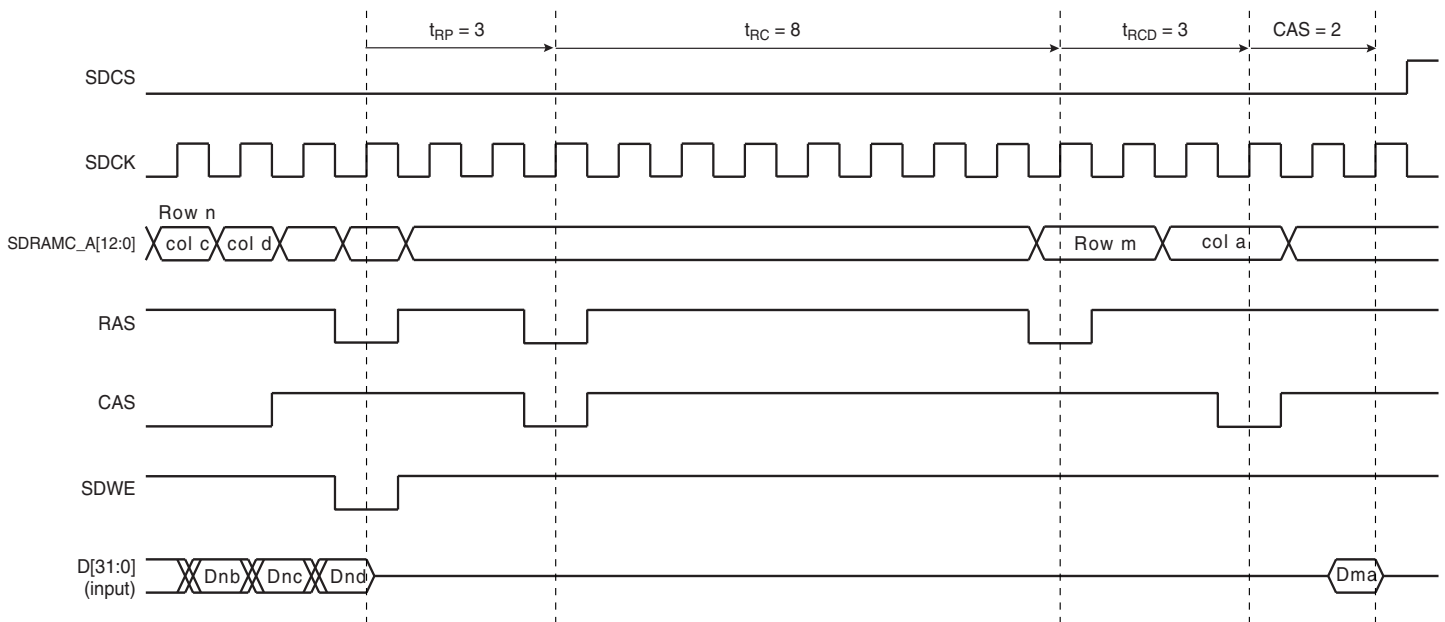 tRP = 3
tRC = 8
tRCD = 3
CAS = 2
SDCS
SDCK
Row n
SDRAMC_A[12:0]
col c
col d
Row m
col a
RAS
CAS
SDWE
D[31:0]
(input)
Dnb
Dnc
Dnd
Dma